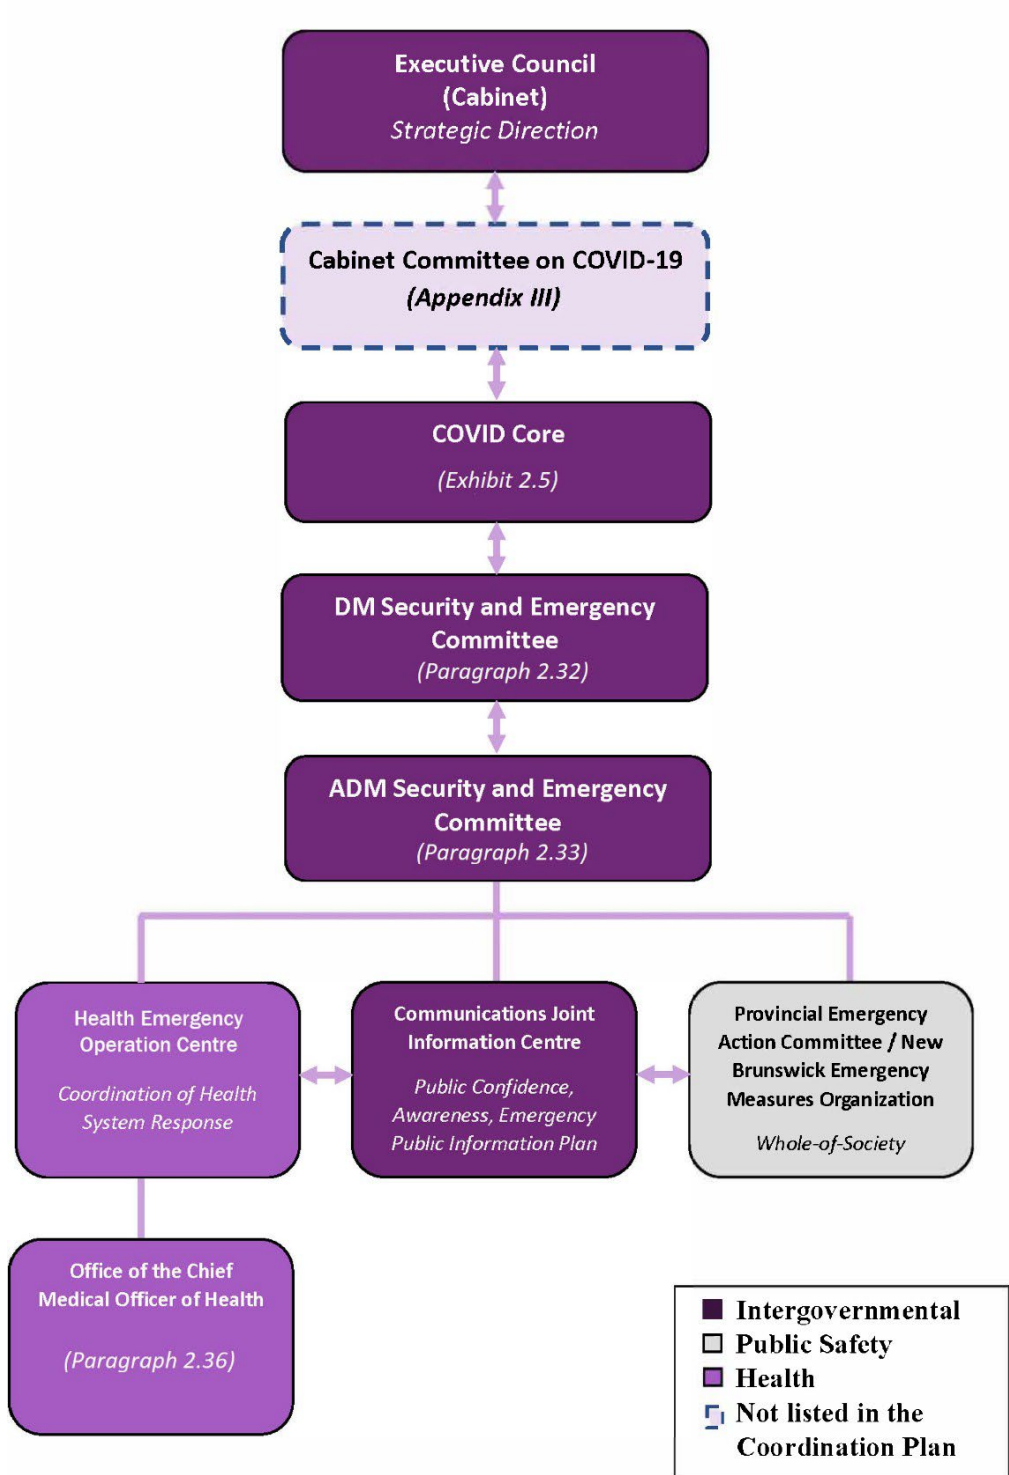 Executive Council
(Cabinet)
Strategic Direction
Cabinet Committee on COVID-19
(Appendix III)
COVID Core
(Exhibit 2.5)
DM Security and Emergency
Committee
(Paragraph 2.32)
ADM Security and Emergency
Committee
(Paragraph 2.33)
Health Emergency
Operation Centre
Coordination of Health
System Response
Communications Joint
Information Centre
Public Confidence,
Awareness, Emergency
Public Information Plan
Provincial Emergency
Action Committee / New
Brunswick Emergency
Measures Organization
Whole-of-Society
Office of the Chief
Medical Officer of Health
(Paragraph 2.36)
Intergovernmental
Public Safety
Health
Not listed in the
Coordination Plan